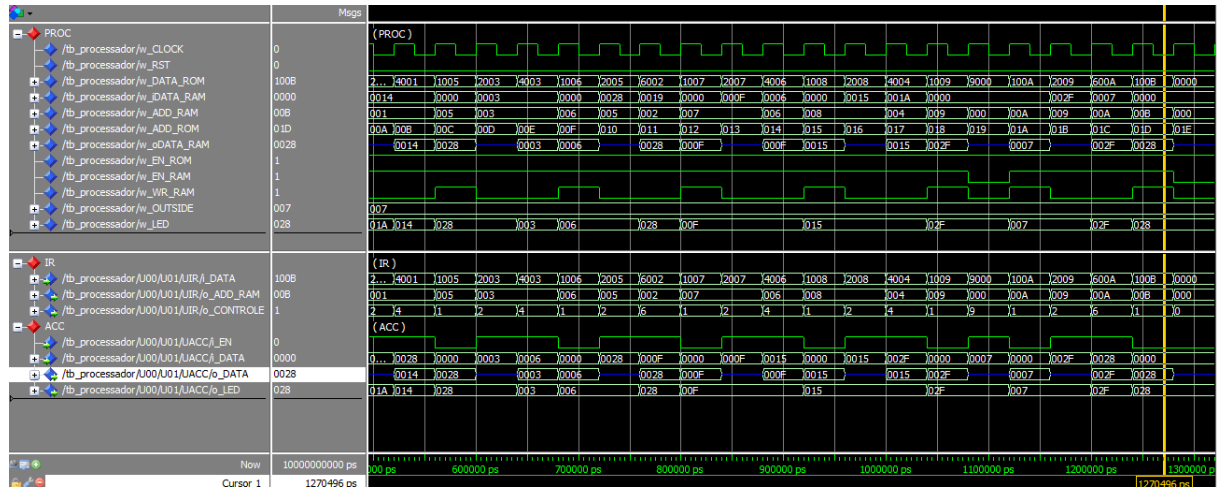 Msgs
PROC (PROC)
/tb_processador/w_CLOCK 0
/tb_processador/w_RST 0
/tb_processador/w_DATA_ROM 100B 2... 4001 1005 2003 4003 1006 2005 6002 1007 2007 4006 1008 2008 4004 1009 9000 100A 2009 600A 100B 0000
/tb_processador/w_iDATA_RAM 0000 0014 0000 0003 0000 0028 0019 0000 000F 0006 0000 0015 001A 0000 002F 0007 0000
/tb_processador/w_ADD_RAM 00B 001 005 003 006 005 002 007 006 008 004 009 000 00A 009 00A 00B 000
/tb_processador/w_ADD_ROM 01D 00A 00B 00C 00D 00E 00F 010 011 012 013 014 015 016 017 018 019 01A 01B 01C 01D 01E
/tb_processador/w_oDATA_RAM 0028 0014 0028 0003 0006 0028 000F 000F 0015 0015 002F 0007 002F 0028
/tb_processador/w_EN_ROM 1
/tb_processador/w_EN_RAM 1
/tb_processador/w_WR_RAM 1
/tb_processador/w_OUTSIDE 007 007
/tb_processador/w_LED 028 01A 014 028 003 006 028 00F 015 02F 007 02F 028
IR (IR)
/tb_processador/U00/U01/UIR/i_DATA 100B 2... 4001 1005 2003 4003 1006 2005 6002 1007 2007 4006 1008 2008 4004 1009 9000 100A 2009 600A 100B 0000
/tb_processador/U00/U01/UIR/o_ADD_RAM 00B 001 005 003 006 005 002 007 006 008 004 009 000 00A 009 00A 00B 000
/tb_processador/U00/U01/UIR/o_CONTROLE 1 2 4 1 2 4 1 2 6 1 2 4 1 2 4 1 9 1 2 6 1 0
ACC (ACC)
/tb_processador/U00/U01/UACC/i_EN 0
/tb_processador/U00/U01/UACC/i_DATA 0000 0... 0028 0000 0003 0006 0000 0028 000F 0000 000F 0015 0000 0015 002F 0000 0007 0000 002F 0028 0000
/tb_processador/U00/U01/UACC/o_DATA 0028 0014 0028 0003 0006 0028 000F 000F 0015 0015 002F 0007 002F 0028
/tb_processador/U00/U01/UACC/o_LED 028 01A 014 028 003 006 028 00F 015 02F 007 02F 028
Now 10000000000 ps 000 ps 600000 ps 700000 ps 800000 ps 900000 ps 1000000 ps 1100000 ps 1200000 ps 1300000 p
Cursor 1 1270496 ps 1270496 ps